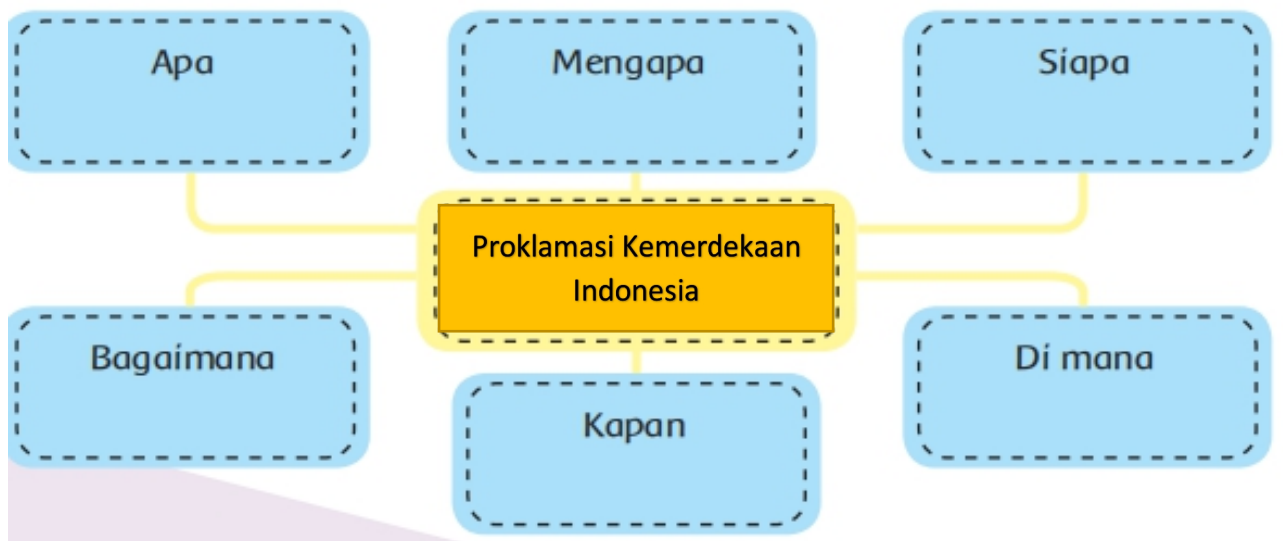 Apa
Mengapa
Siapa
Proklamasi Kemerdekaan
Indonesia
Bagaimana
Kapan
Di mana